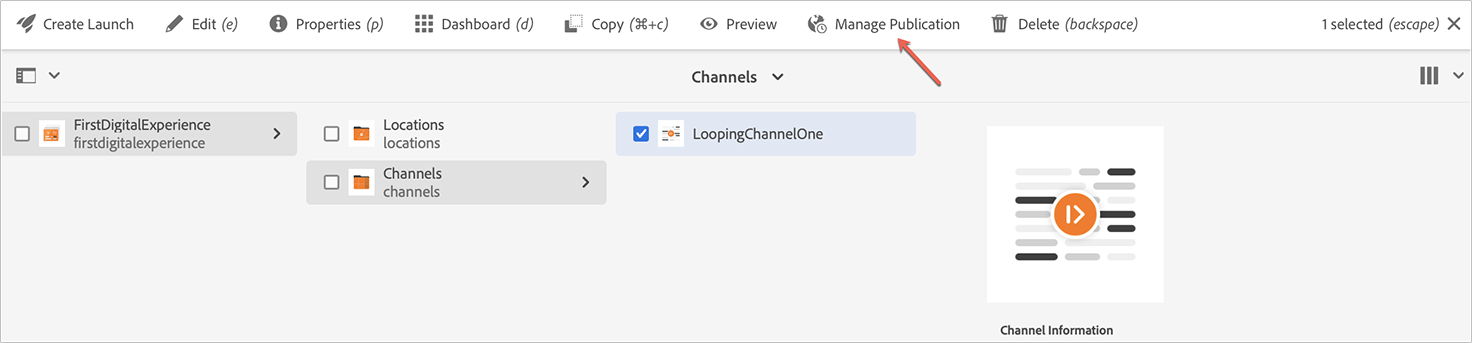 Create Launch Edit (e) Properties (p) Dashboard (d) Copy (⌘+c) Preview Manage Publication Delete (backspace) 1 selected (escape)
Channels
FirstDigitalExperience
firstdigitalexperience
Locations
locations
Channels
channels
LoopingChannelOne
Channel Information